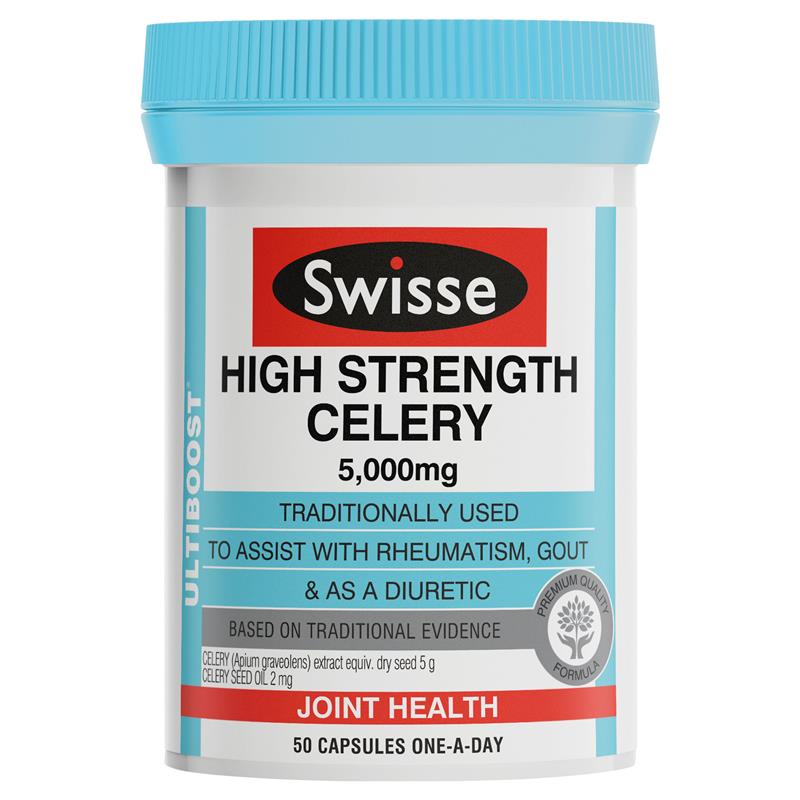 Swisse
HIGH STRENGTH
CELERY
5,000mg
ULTIBOOST®
TRADITIONALLY USED
TO ASSIST WITH RHEUMATISM, GOUT
& AS A DIURETIC
BASED ON TRADITIONAL EVIDENCE
PREMIUM QUALITY
FORMULA
CELERY (Apium graveolens) extract equiv. dry seed 5 g
CELERY SEED OIL 2 mg
JOINT HEALTH
50 CAPSULES ONE-A-DAY